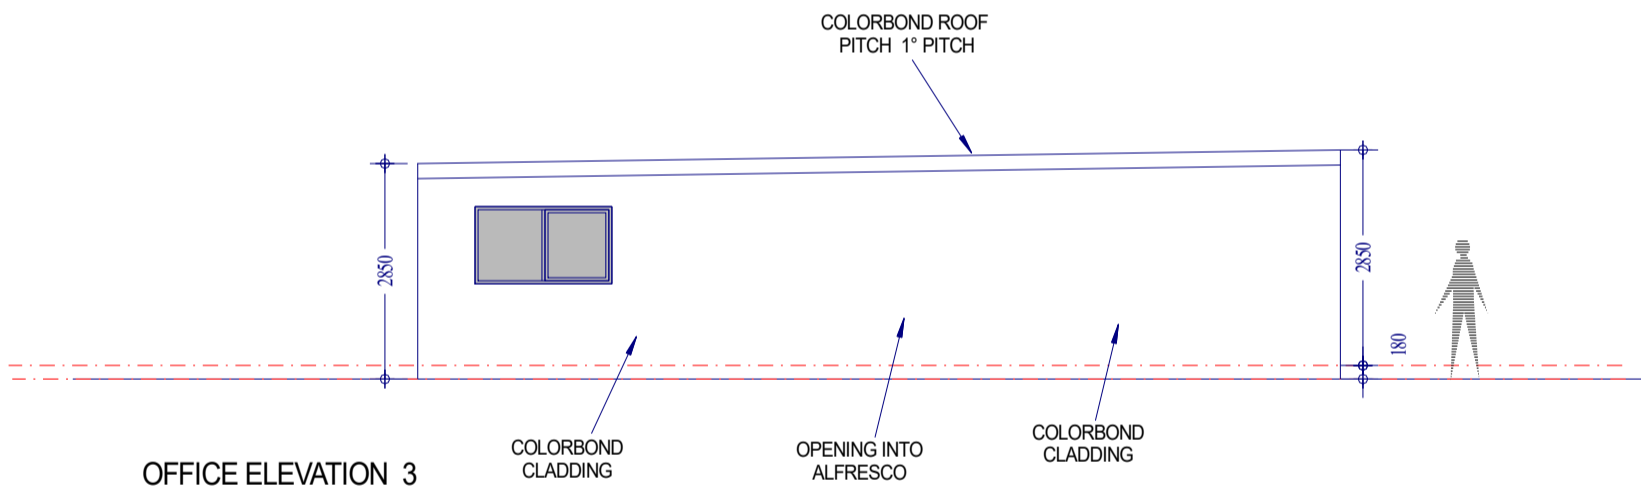 COLORBOND ROOF
PITCH 1° PITCH
2850
2850
180
COLORBOND
CLADDING
OPENING INTO
ALFRESCO
COLORBOND
CLADDING
OFFICE ELEVATION 3